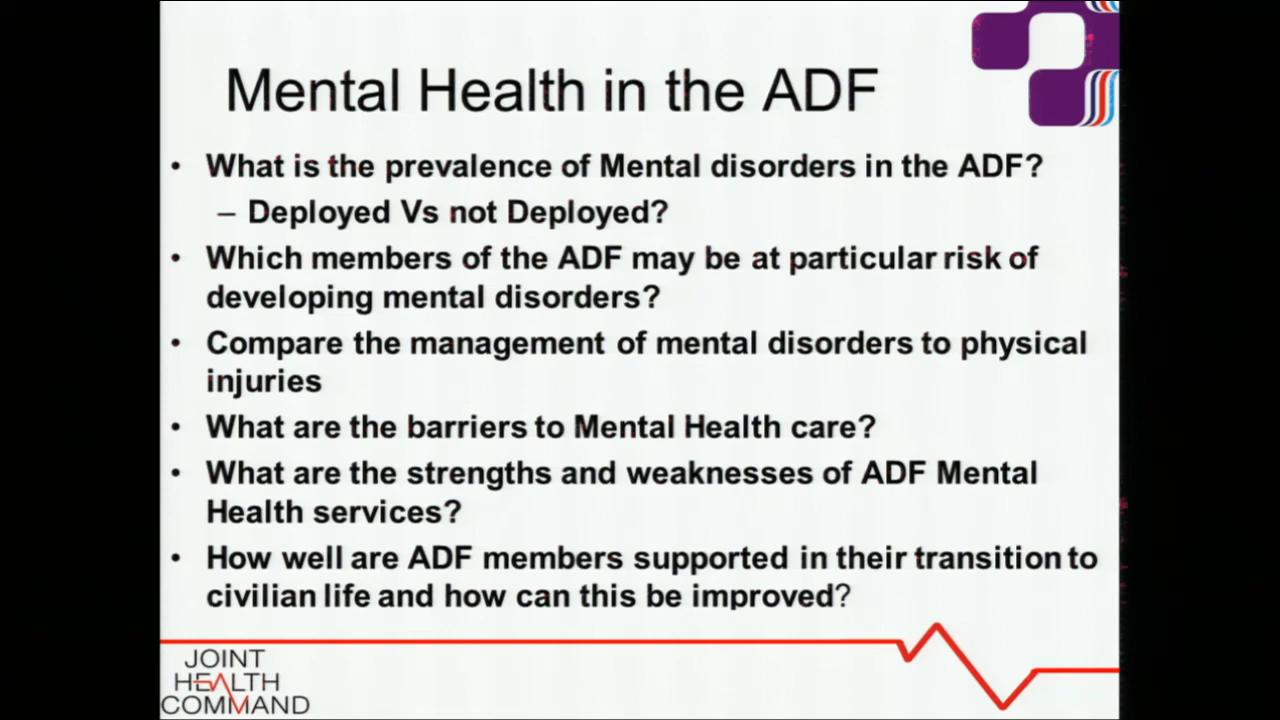 Mental Health in the ADF
• What is the prevalence of Mental disorders in the ADF?
– Deployed Vs not Deployed?
• Which members of the ADF may be at particular risk of
developing mental disorders?
• Compare the management of mental disorders to physical
injuries
• What are the barriers to Mental Health care?
• What are the strengths and weaknesses of ADF Mental
Health services?
• How well are ADF members supported in their transition to
civilian life and how can this be improved?
JOINT
HEALTH
COMMAND